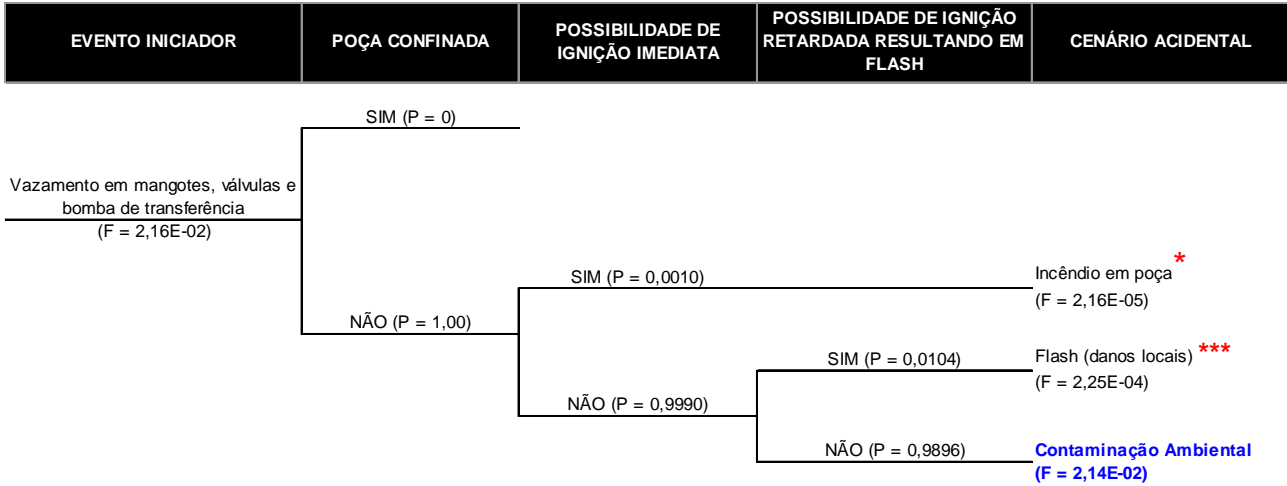 EVENTO INICIADOR
POÇA CONFINADA
POSSIBILIDADE DE
IGNIÇÃO IMEDIATA
POSSIBILIDADE DE IGNIÇÃO
RETARDADA RESULTANDO EM
FLASH
CENÁRIO ACIDENTAL
SIM (P = 0)
Vazamento em mangotes, válvulas e
bomba de transferência
(F = 2,16E-02)
SIM (P = 0,0010)
Incêndio em poça *
(F = 2,16E-05)
NÃO (P = 1,00)
SIM (P = 0,0104)
Flash (danos locais) ***
(F = 2,25E-04)
NÃO (P = 0,9990)
NÃO (P = 0,9896)
Contaminação Ambiental
(F = 2,14E-02)